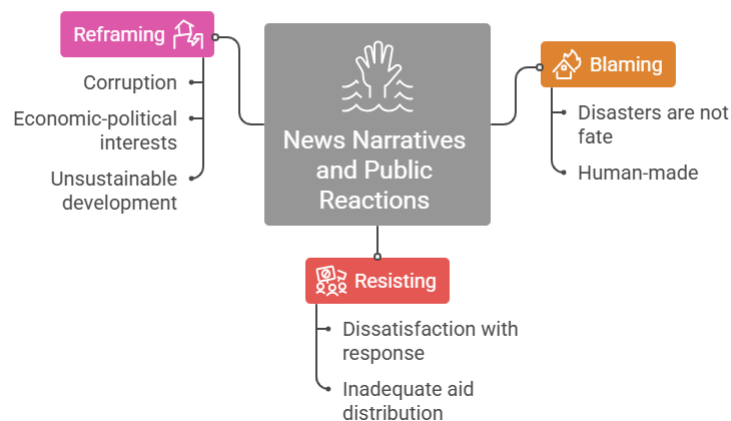 Reframing
Corruption
Economic-political
interests
Unsustainable
development
News Narratives
and Public
Reactions
Blaming
Disasters are not
fate
Human-made
Resisting
Dissatisfaction with
response
Inadequate aid
distribution